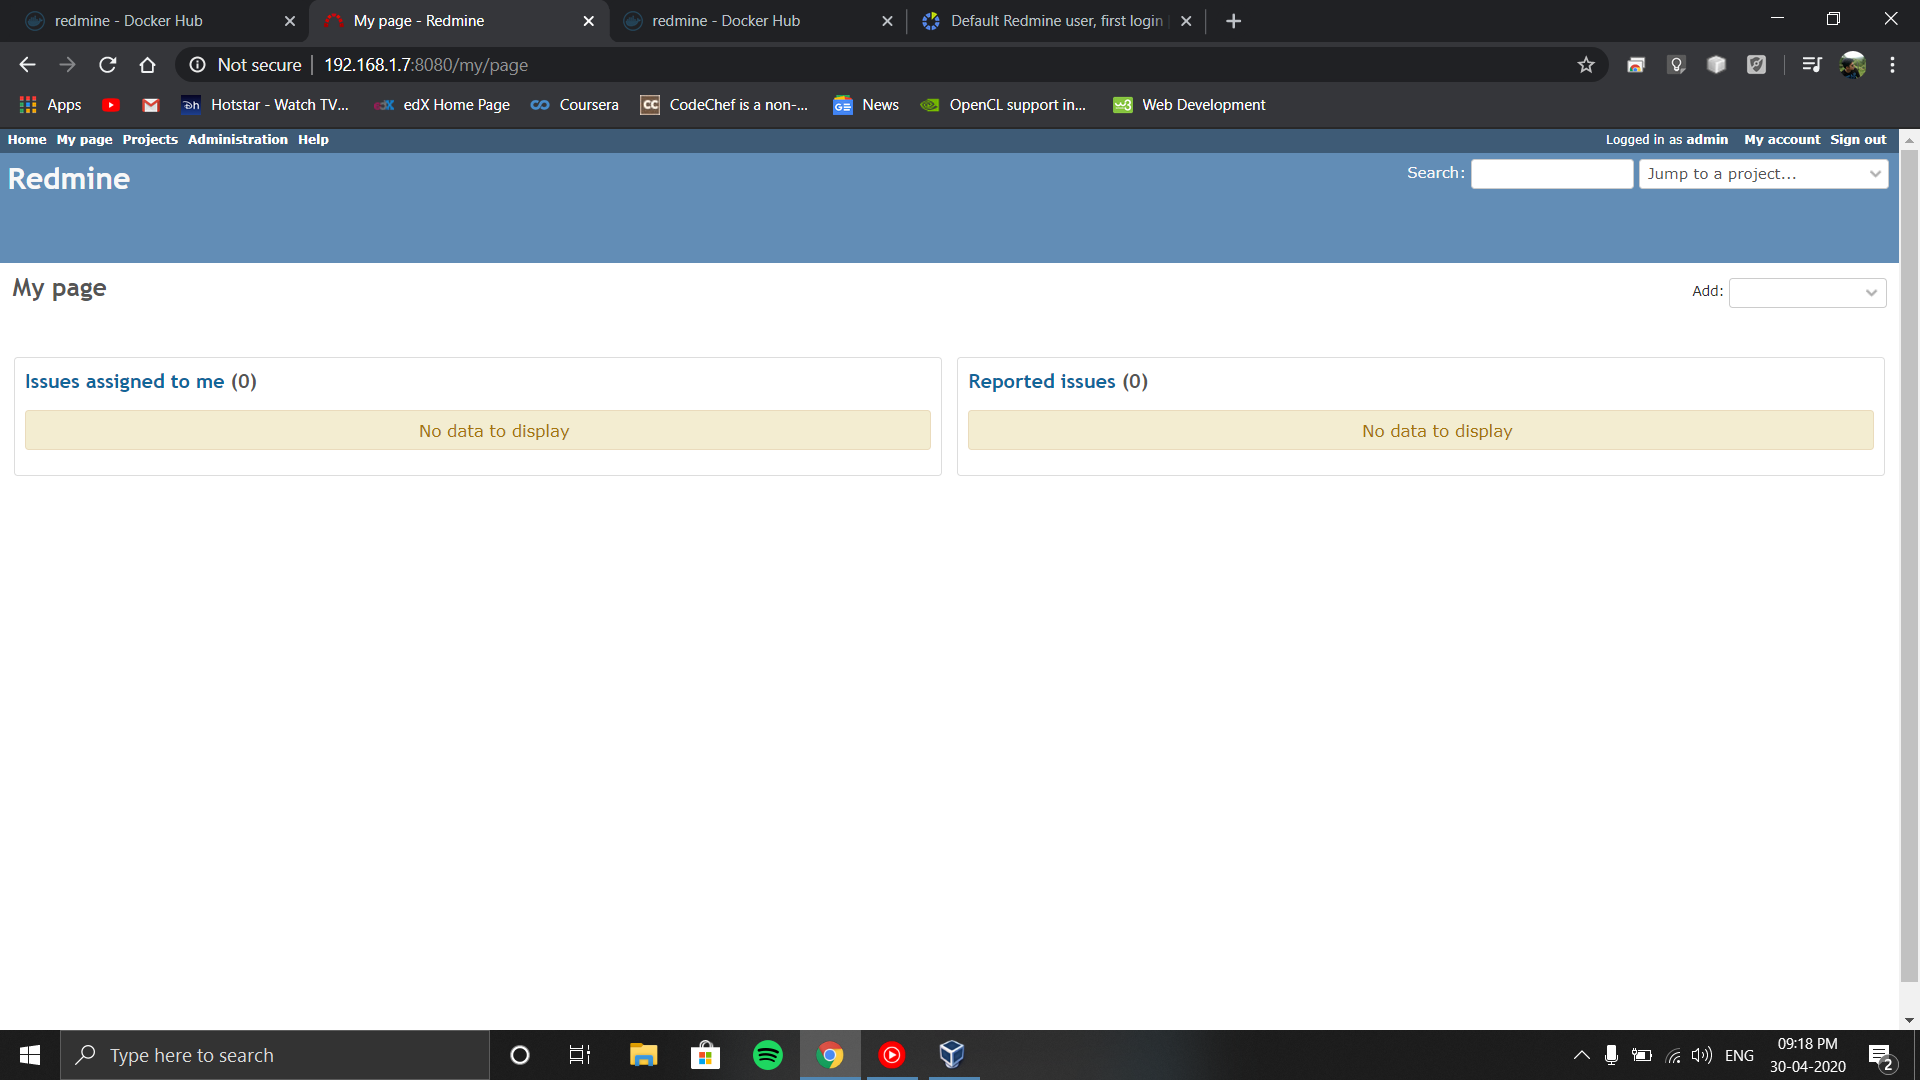 redmine - Docker Hub
My page - Redmine
redmine - Docker Hub
Default Redmine user, first login
Not secure
192.168.1.7:8080/my/page
Apps
Hotstar - Watch TV...
edX Home Page
Coursera
CC
CodeChef is a non-...
News
OpenCL support in...
Web Development
Home My page Projects Administration Help
Logged in as admin My account Sign out
Redmine
Search:
Jump to a project...
My page
Add:
Issues assigned to me (0)
Reported issues (0)
No data to display
No data to display
Type here to search
ENG
09:18 PM
30-04-2020
2